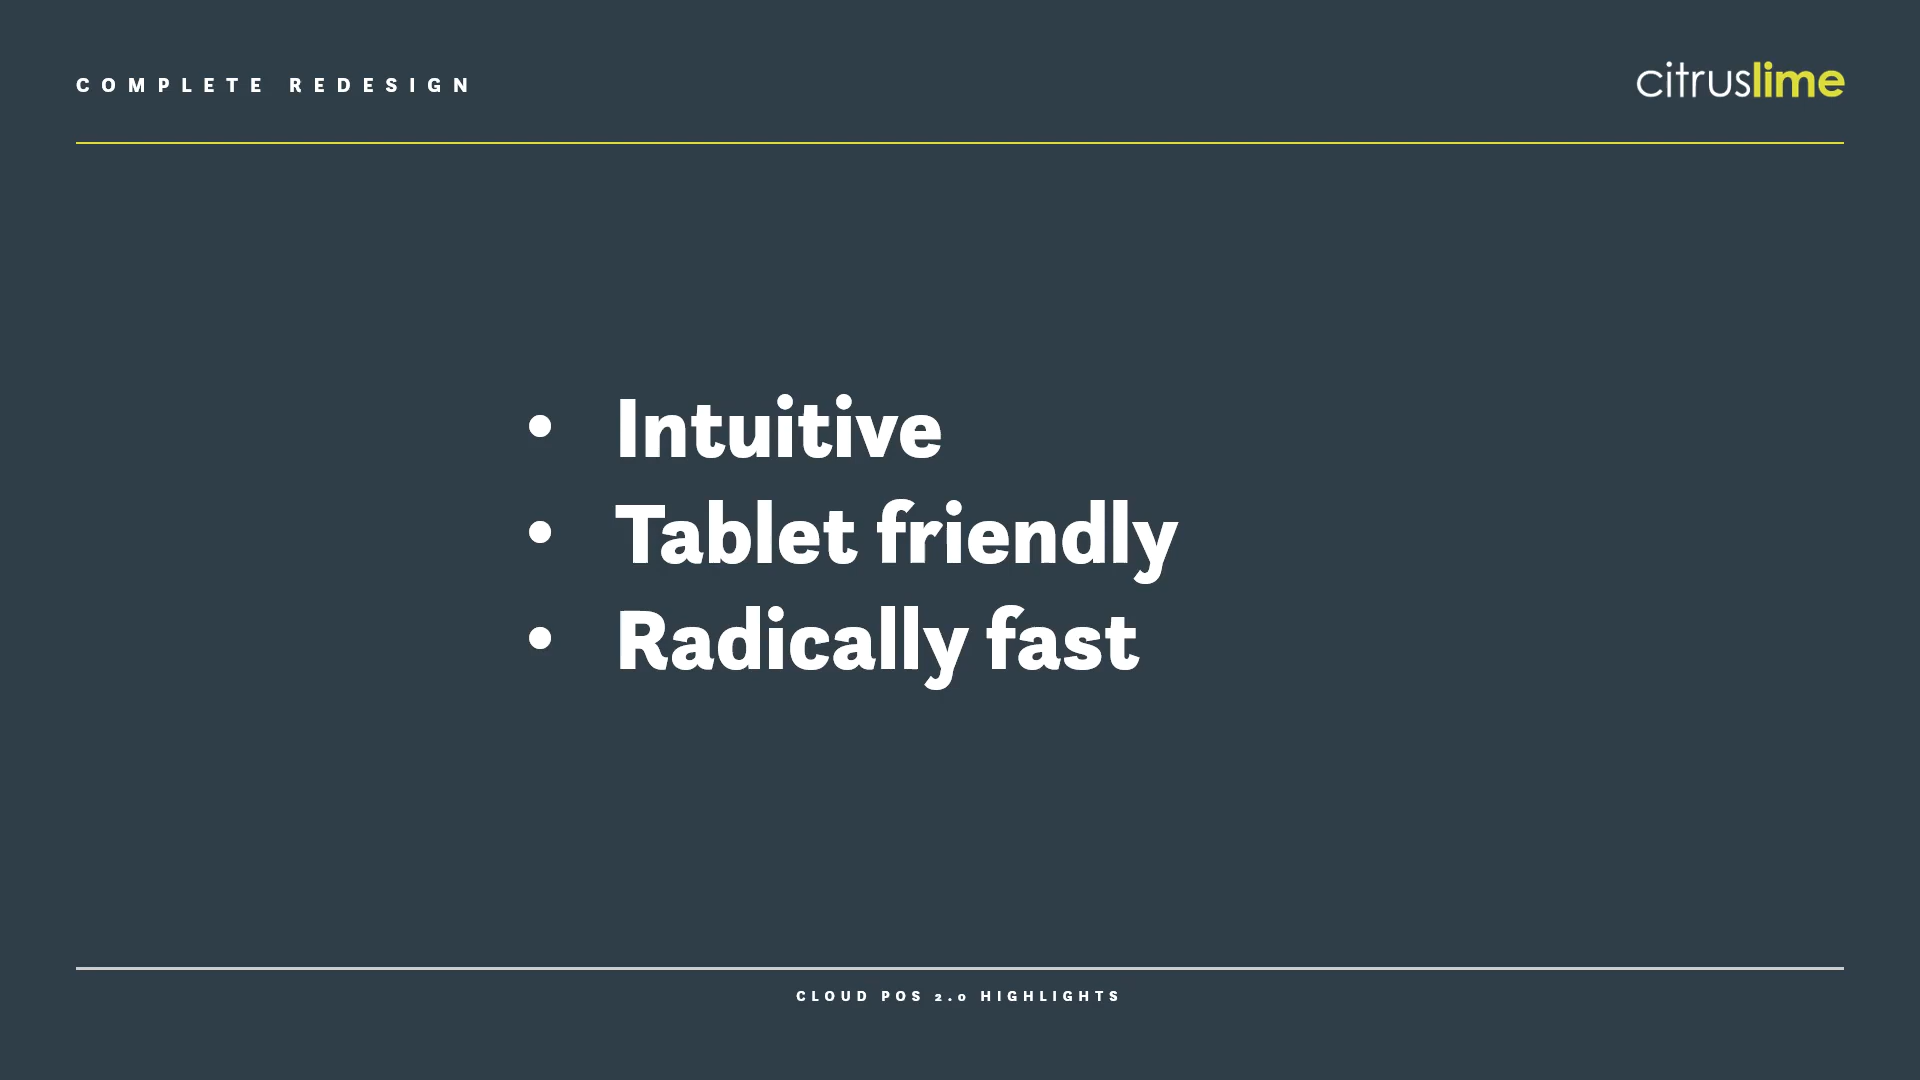 COMPLETE REDESIGN
citruslime
• Intuitive
• Tablet friendly
• Radically fast
CLOUD POS 2.0 HIGHLIGHTS